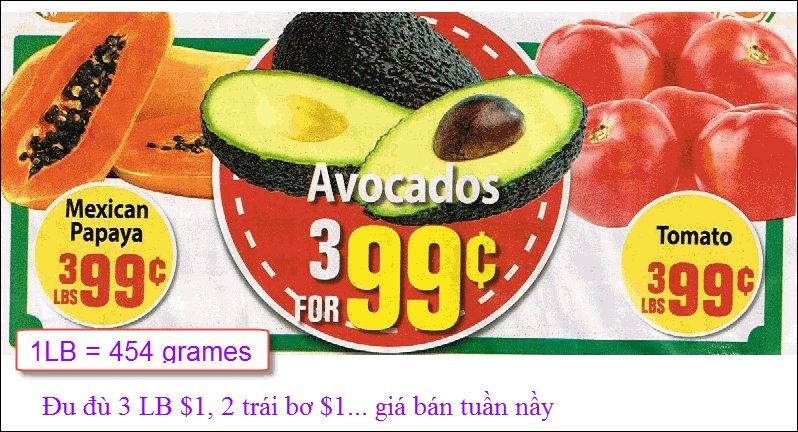 Avocados
3 FOR 99¢
Mexican
Papaya
3 LBS 99¢
Tomato
3 LBS 99¢
1LB = 454 grames
Đu đù 3 LB $1, 2 trái bơ $1... giá bán tuần nầy